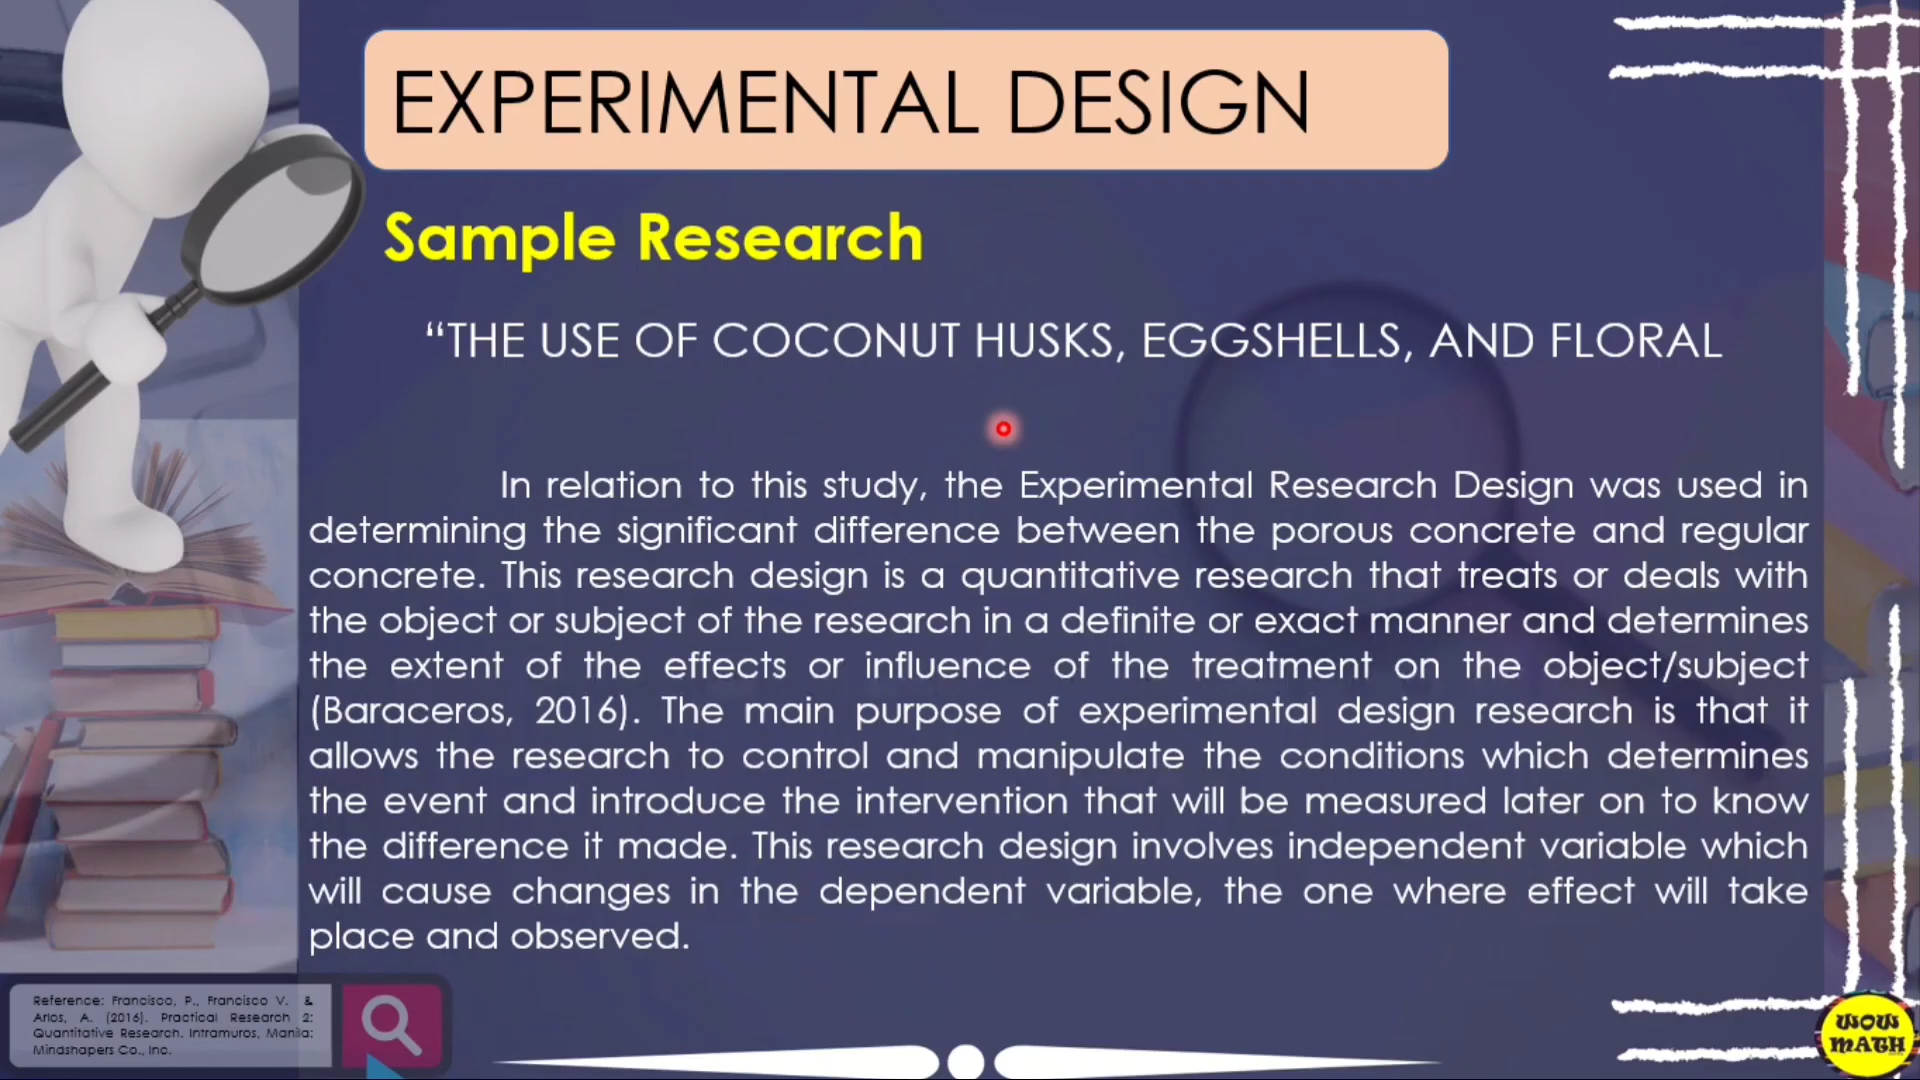 EXPERIMENTAL DESIGN
Sample Research
“THE USE OF COCONUT HUSKS, EGGSHELLS, AND FLORAL
In relation to this study, the Experimental Research Design was used in
determining the significant difference between the porous concrete and regular
concrete. This research design is a quantitative research that treats or deals with
the object or subject of the research in a definite or exact manner and determines
the extent of the effects or influence of the treatment on the object/subject
(Baraceros, 2016). The main purpose of experimental design research is that it
allows the research to control and manipulate the conditions which determines
the event and introduce the intervention that will be measured later on to know
the difference it made. This research design involves independent variable which
will cause changes in the dependent variable, the one where effect will take
place and observed.
Reference: Francisco, P., Francisco V. &
Arlos, A. (2016). Practical Research 2:
Quantitative Research. Intramuros, Manila:
Mindshapers Co., Inc.
WOW
MATH